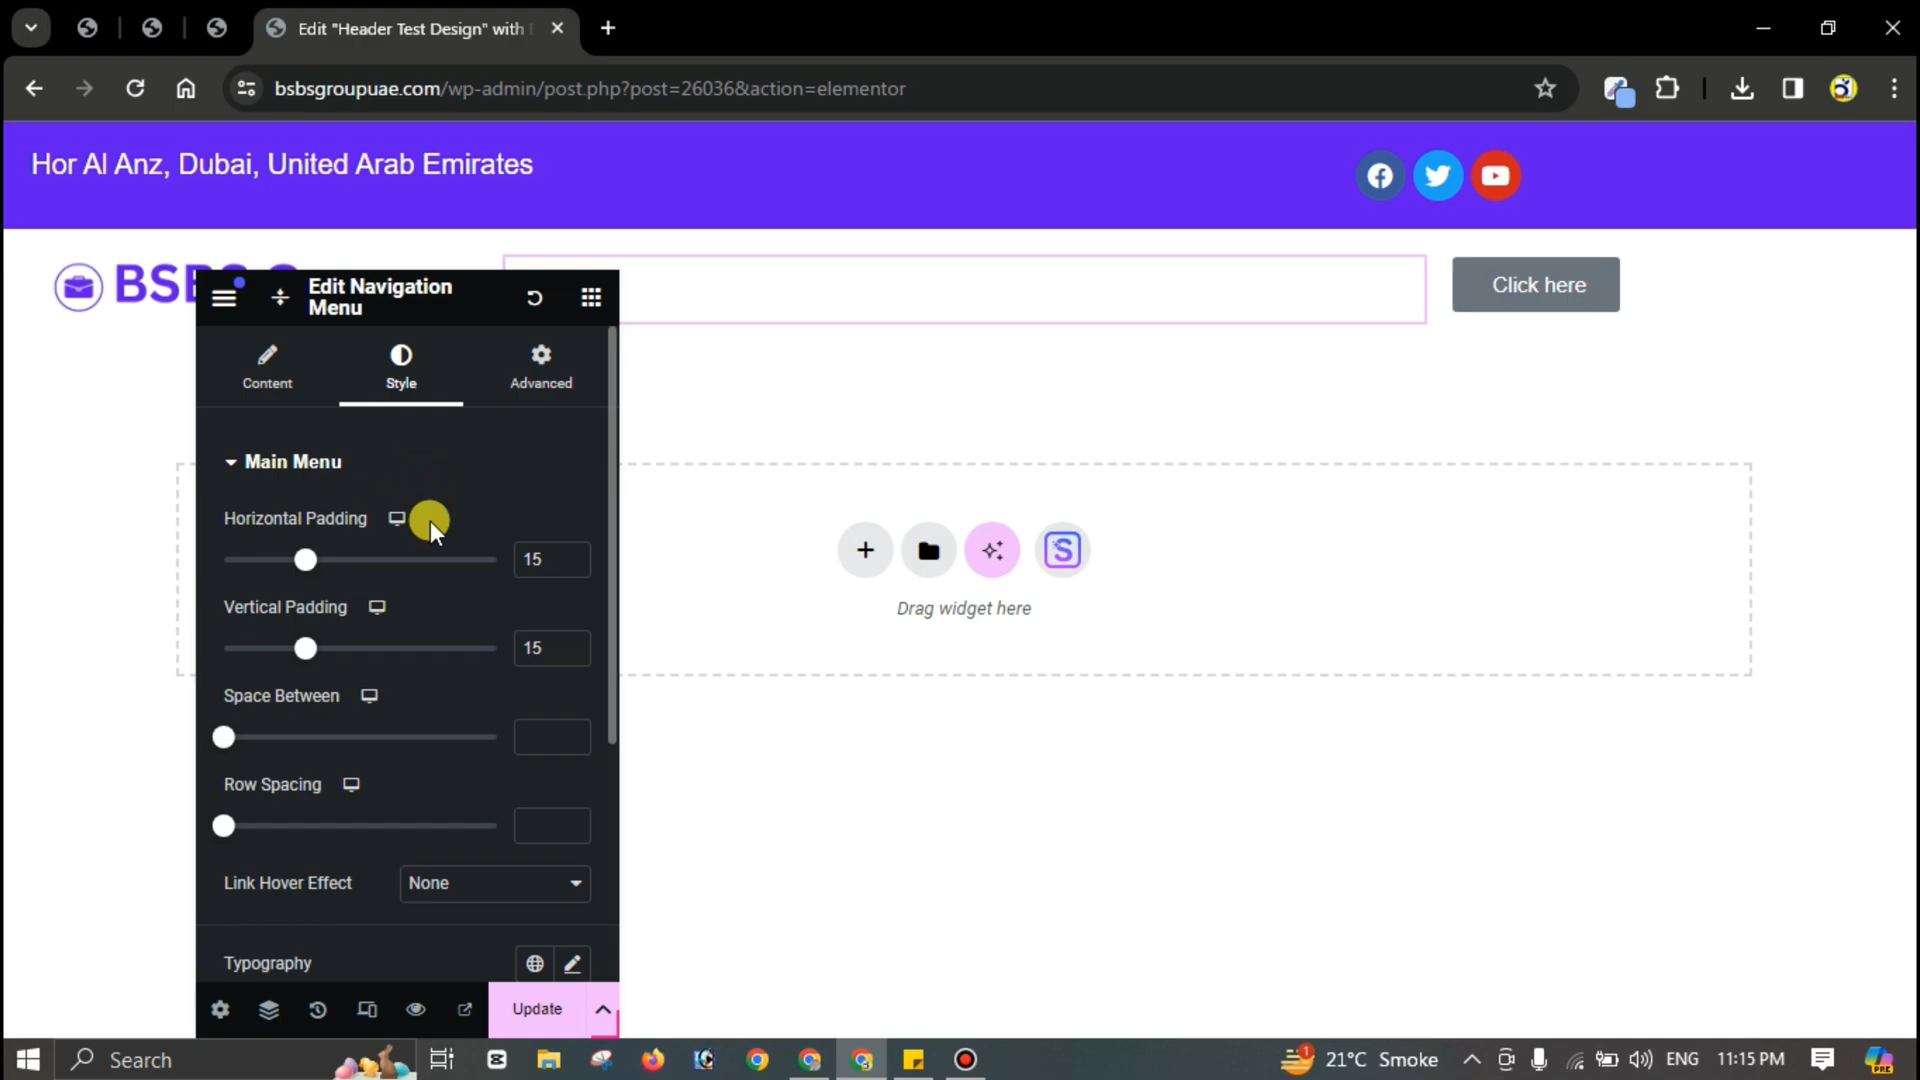 Edit "Header Test Design" with
bsbsgroupuae.com/wp-admin/post.php?post=26036&action=elementor
Hor Al Anz, Dubai, United Arab Emirates
Click here
Edit Navigation
Menu
Content
Style
Advanced
Main Menu
Horizontal Padding
15
Vertical Padding
15
Space Between
Row Spacing
Link Hover Effect
None
Typography
Update
Drag widget here
Search
21°C Smoke
ENG
11:15 PM